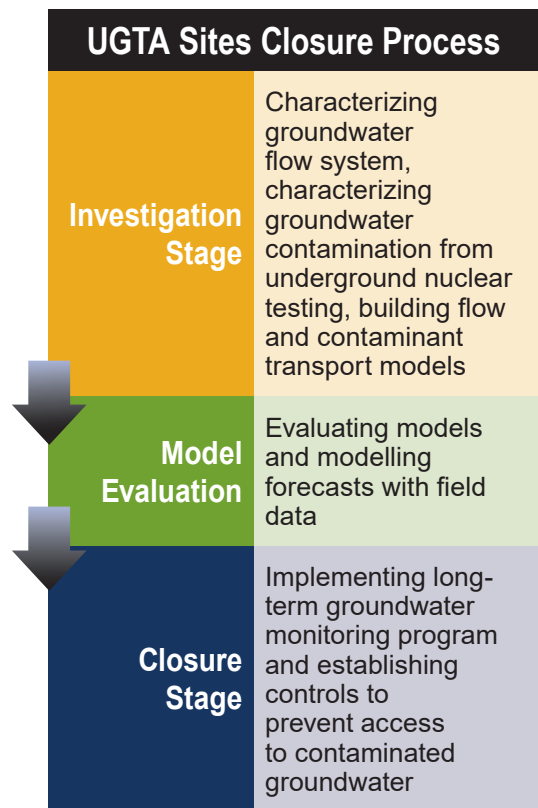 UGTA Sites Closure Process
Investigation
Stage
Characterizing
groundwater
flow system,
characterizing
groundwater
contamination from
underground nuclear
testing, building flow
and contaminant
transport models
Model
Evaluation
Evaluating models
and modelling
forecasts with field
data
Closure
Stage
Implementing long-
term groundwater
monitoring program
and establishing
controls to
prevent access
to contaminated
groundwater